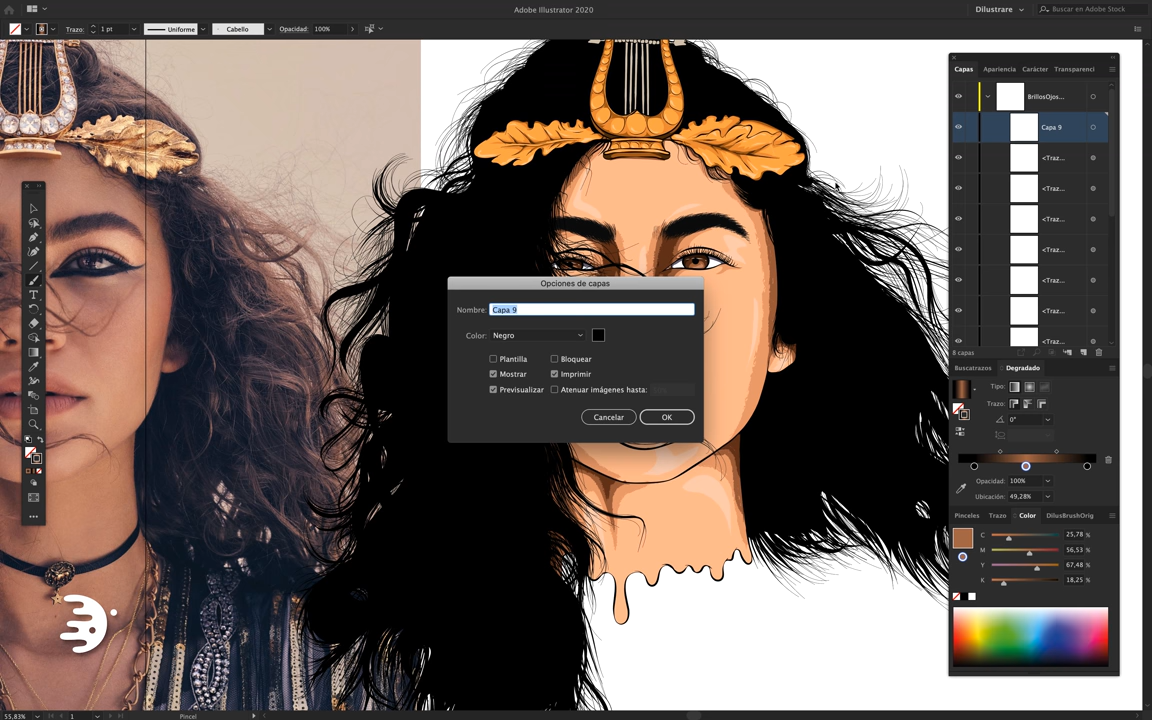 Adobe Illustrator 2020
Dilustrare
Buscar en Adobe Stock
Trazo:
1 pt
Uniforme
Cabello
Opacidad:
100%
Capas
Apariencia
Carácter
Transparenci
BrillosOjos...
Capa 9
<Traz...
<Traz...
<Traz...
<Traz...
<Traz...
<Traz...
<Traz...
8 capas
Opciones de capas
Nombre:
Capa 9
Color:
Negro
Plantilla
Bloquear
Mostrar
Imprimir
Previsualizar
Atenuar imágenes hasta:
Cancelar
OK
Buscatrazos
Degradado
Tipo:
Trazo:
0°
Opacidad:
100%
Ubicación:
49,28%
Pinceles
Trazo
Color
DilusBrushOrig
C
25,78
%
M
56,53
%
Y
67,48
%
K
18,25
%
55,83%
1
Pincel